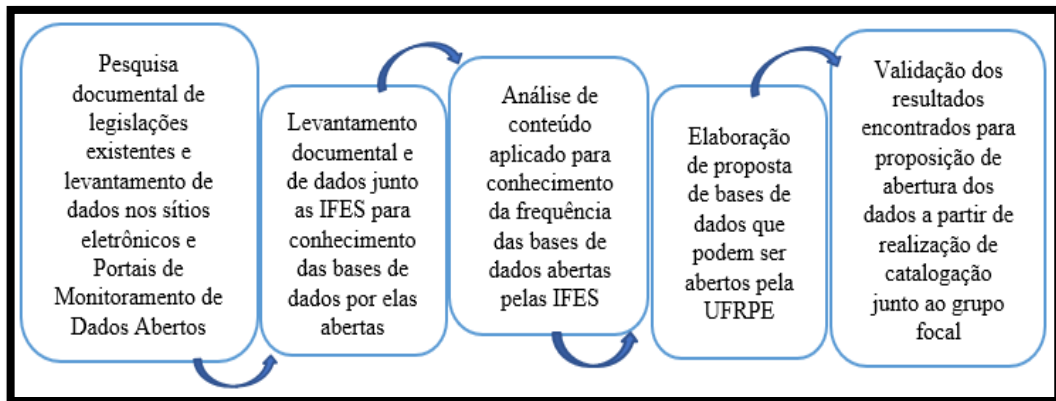 Pesquisa
documental de
legislações
existentes e
levantamento de
dados nos sítios
eletrônicos e
Portais de
Monitoramento de
Dados Abertos
Levantamento
documental e
de dados junto
as IFES para
conhecimento
das bases de
dados por elas
abertas
Análise de
conteúdo
aplicado para
conhecimento
da frequência
das bases de
dados abertas
pelas IFES
Elaboração
de proposta
de bases de
dados que
podem ser
abertos pela
UFRPE
Validação dos
resultados
encontrados para
proposição de
abertura dos
dados a partir de
realização de
catalogação
junto ao grupo
focal